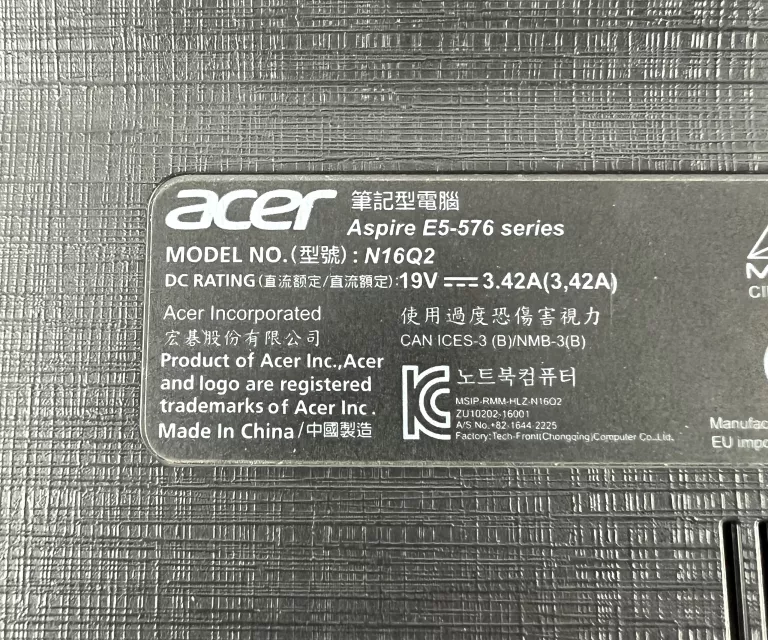 acer 筆記型電腦
Aspire E5-576 series
MODEL NO.(型號) : N16Q2
DC RATING (直流额定/直流額定):19V 3.42A(3,42A)
Acer Incorporated
宏碁股份有限公司
Product of Acer Inc.,Acer
and logo are registered
trademarks of Acer Inc .
Made In China/中國製造
使用過度恐傷害視力
CAN ICES-3 (B)/NMB-3(B)
노트북컴퓨터
MSIP-RMM-HLZ-N16Q2
ZU10202-16001
A/S No.+82-1644-2225
Factory:Tech-Front(Chongqing)Computer Co.,Ltd.
EU